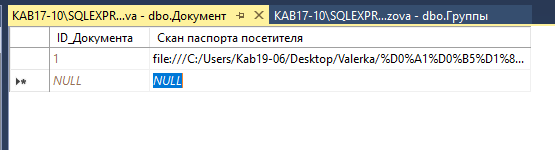 KAB17-10\SQLEXPR...va - dbo.Документ KAB17-10\SQLEXPR...zova - dbo.Группы
ID_Документа Скан паспорта посетителя
1 file:///C:/Users/Kab19-06/Desktop/Valerka/%D0%A1%D0%B5%D1%8...
NULL NULL